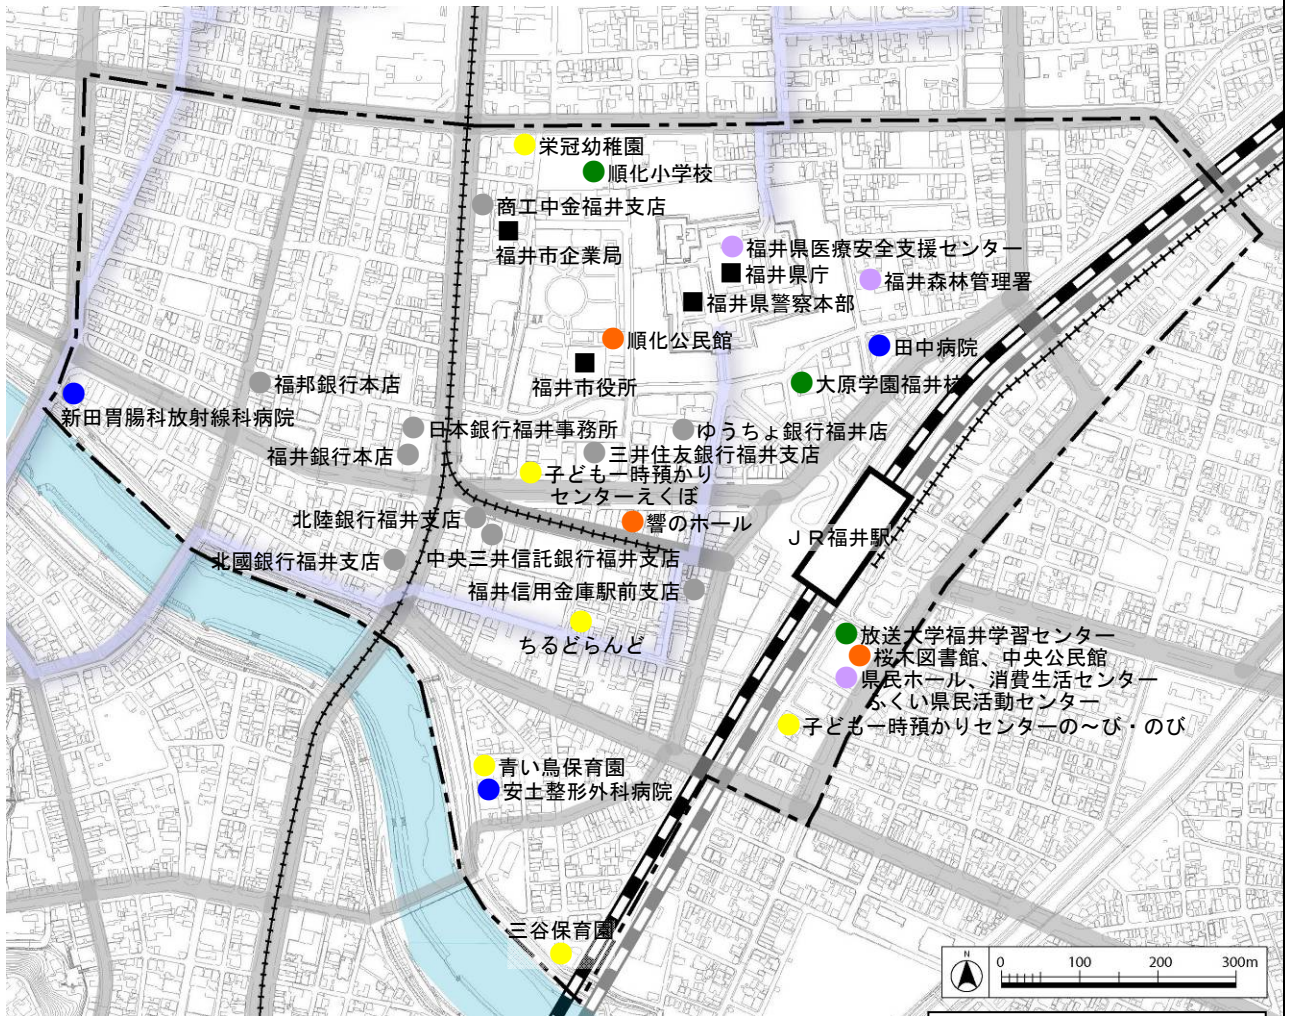 栄冠幼稚園
順化小学校
商工中金福井支店
福井市企業局
福井県医療安全支援センター
福井県庁
福井森林管理署
福井県警察本部
順化公民館
田中病院
福井市役所
福邦銀行本店
大原学園福井校
新田胃腸科放射線科病院
日本銀行福井事務所
ゆうちょ銀行福井店
福井銀行本店
三井住友銀行福井支店
子ども一時預かり
センターえくぼ
北陸銀行福井支店
響のホール
JR福井駅
北國銀行福井支店
中央三井信託銀行福井支店
福井信用金庫駅前支店
ちるどらんど
放送大学福井学習センター
桜木図書館、中央公民館
県民ホール、消費生活センター
ふくい県民活動センター
子ども一時預かりセンターの～び・のび
青い鳥保育園
安土整形外科病院
三谷保育園
N
0 100 200 300m